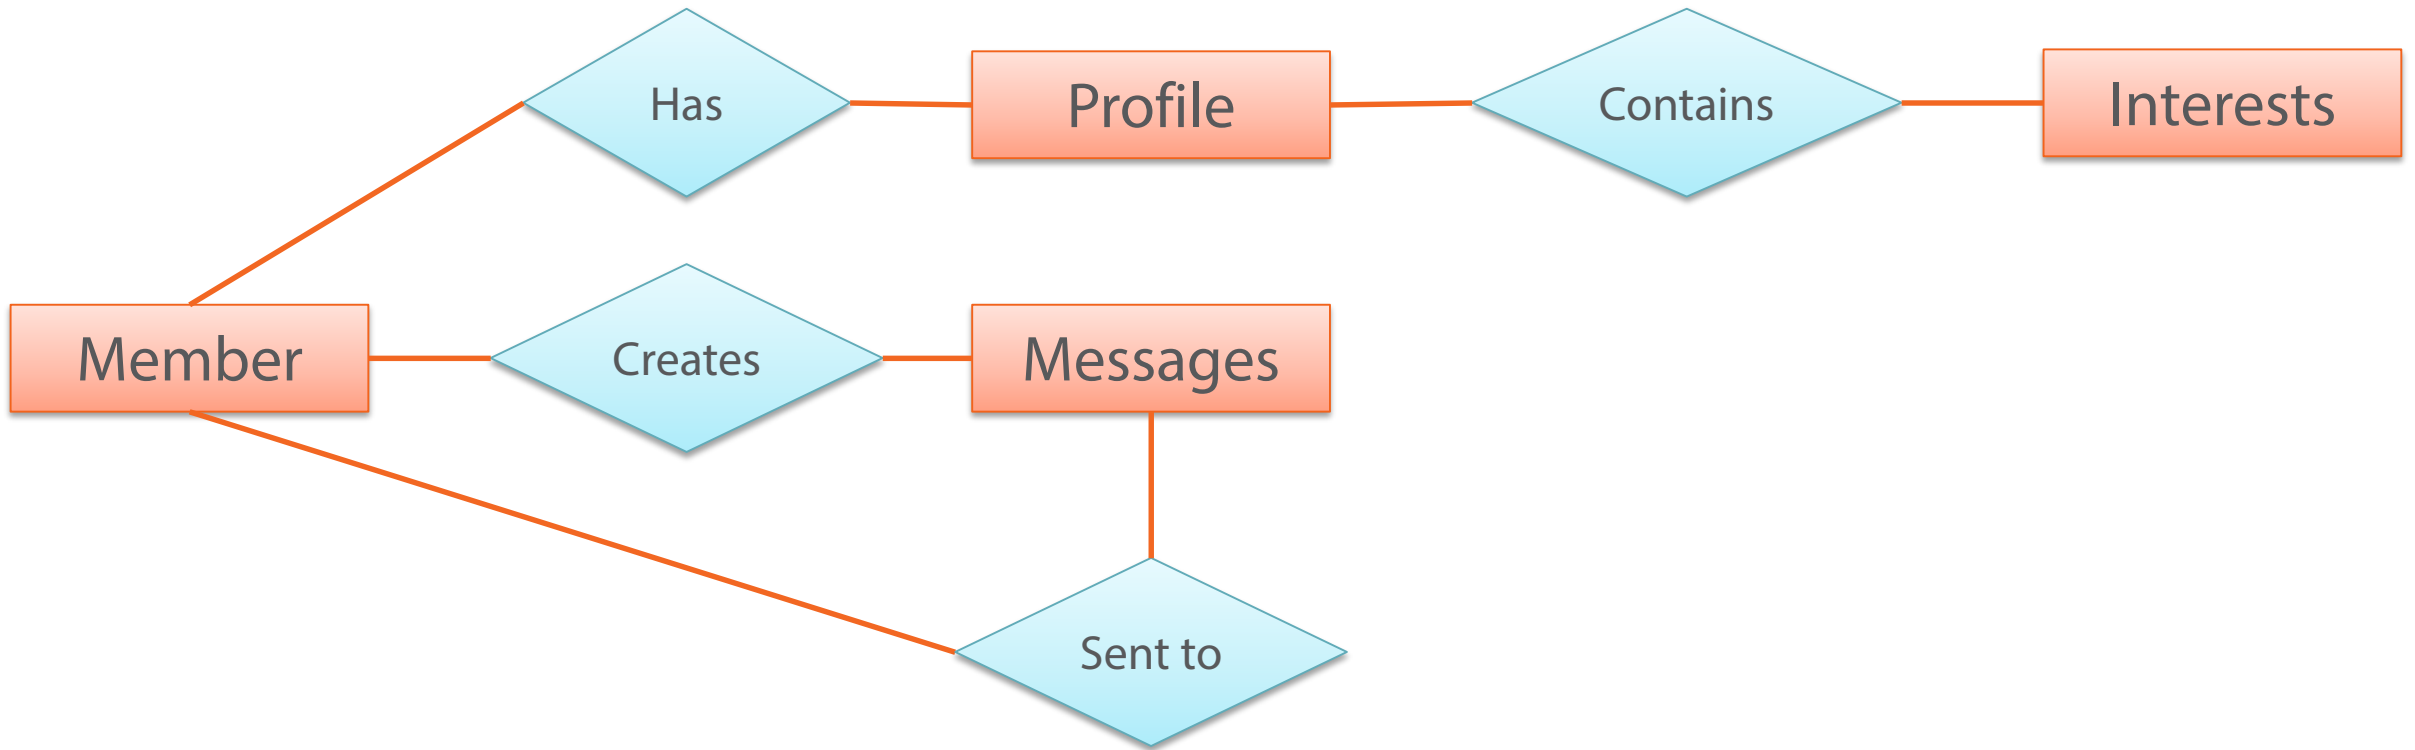 Has
Profile
Contains
Interests
Member
Creates
Messages
Sent to